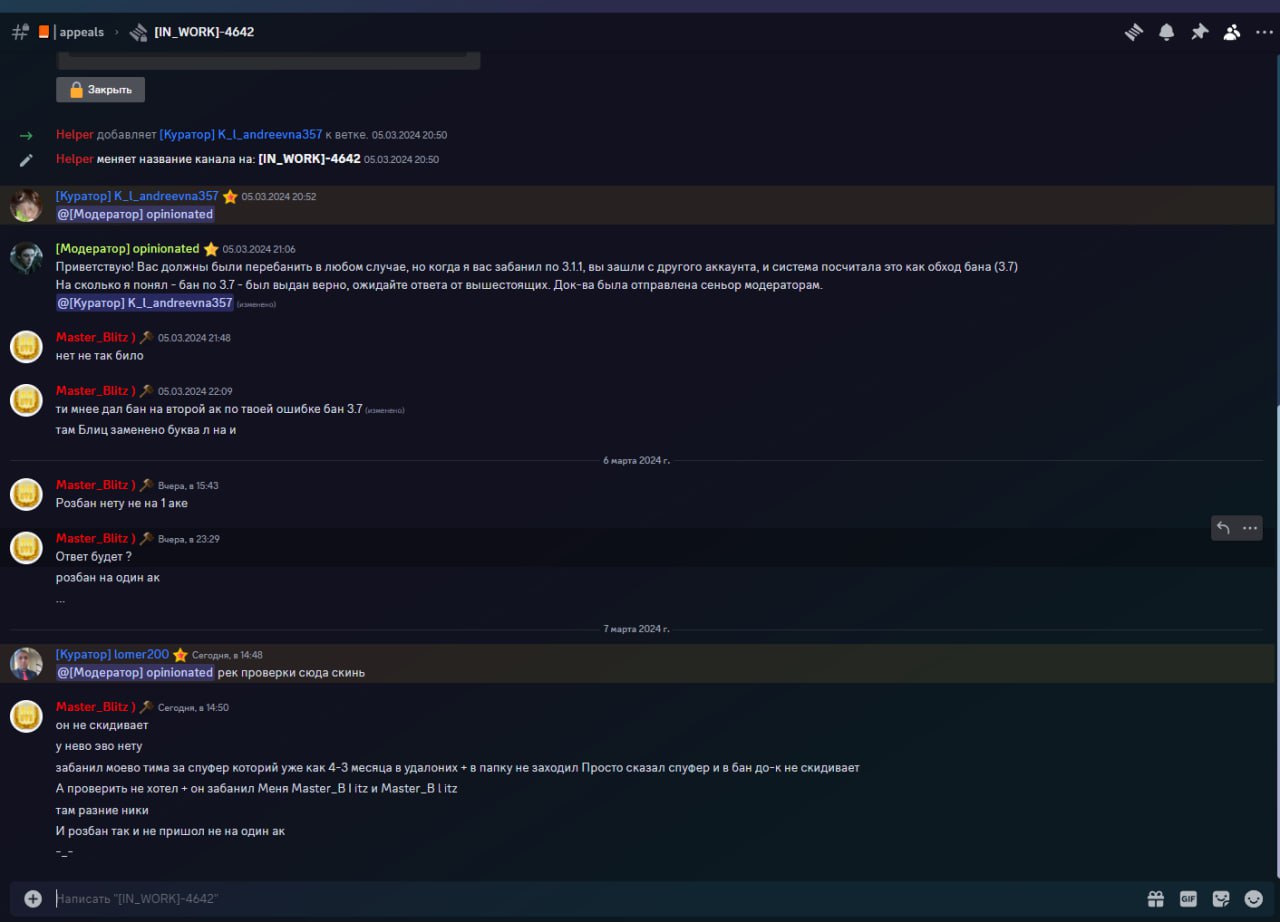 appeals › [IN_WORK]-4642
Закрыть
Helper добавляет [Куратор] K_l_andreevna357 к ветке. 05.03.2024 20:50
Helper меняет название канала на: [IN_WORK]-4642 05.03.2024 20:50
[Куратор] K_l_andreevna357 05.03.2024 20:52
@[Модератор] opinionated
[Модератор] opinionated 05.03.2024 21:06
Приветствую! Вас должны были перебанить в любом случае, но когда я вас забанил по 3.1.1, вы зашли с другого аккаунта, и система посчитала это как обход бана (3.7)
На сколько я понял - бан по 3.7 - был выдан верно, ожидайте ответа от вышестоящих. Док-ва была отправлена сеньор модераторам.
@[Куратор] K_l_andreevna357 (изменено)
Master_Blitz ) 05.03.2024 21:48
нет не так било
Master_Blitz ) 05.03.2024 22:09
ти мнее дал бан на второй ак по твоей ошибке бан 3.7 (изменено)
там Блиц заменено буква л на и
6 марта 2024 г.
Master_Blitz ) Вчера, в 15:43
Розбан нету не на 1 аке
Master_Blitz ) Вчера, в 23:29
Ответ будет ?
розбан на один ак
...
7 марта 2024 г.
[Куратор] lomer200 Сегодня, в 14:48
@[Модератор] opinionated рек проверки сюда скинь
Master_Blitz ) Сегодня, в 14:50
он не скидивает
у нево эво нету
забанил моево тима за спуфер которий уже как 4-3 месяца в удалоних + в папку не заходил Просто сказал спуфер и в бан до-к не скидивает
А проверить не хотел + он забанил Меня Master_B I itz и Master_B l itz
там разние ники
И розбан так и не пришол не на один ак
-_-
Написать "[IN_WORK]-4642"
GIF